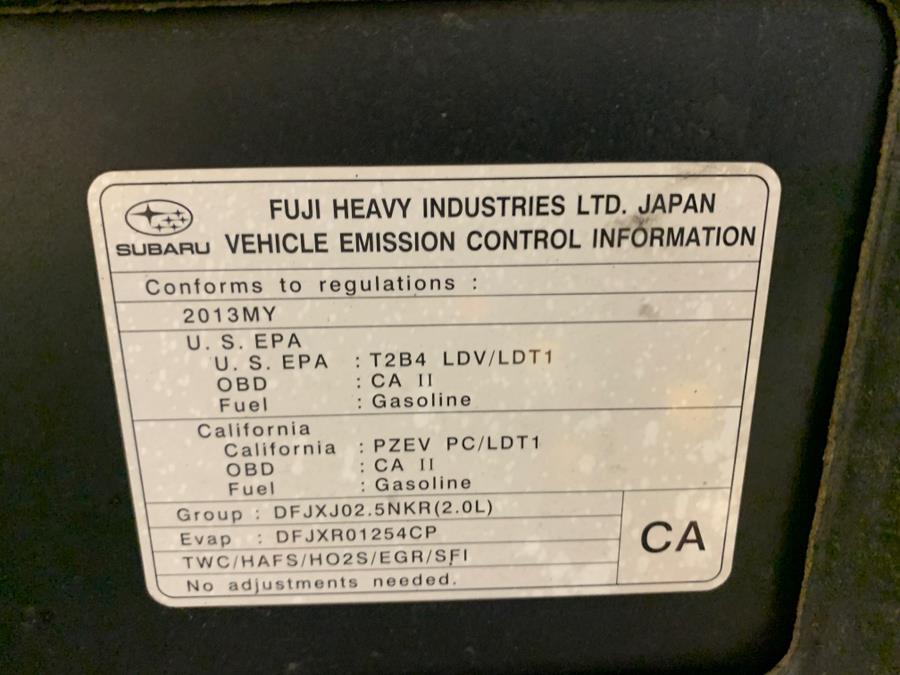 FUJI HEAVY INDUSTRIES LTD. JAPAN
SUBARU VEHICLE EMISSION CONTROL INFORMATION
Conforms to regulations :
2013MY
U. S. EPA
U. S. EPA : T2B4 LDV/LDT1
OBD : CA II
Fuel : Gasoline
California
California : PZEV PC/LDT1
OBD : CA II
Fuel : Gasoline
Group : DFJXJ02.5NKR(2.0L)
Evap : DFJXR01254CP
TWC/HAFS/HO2S/EGR/SFI
No adjustments needed.
CA